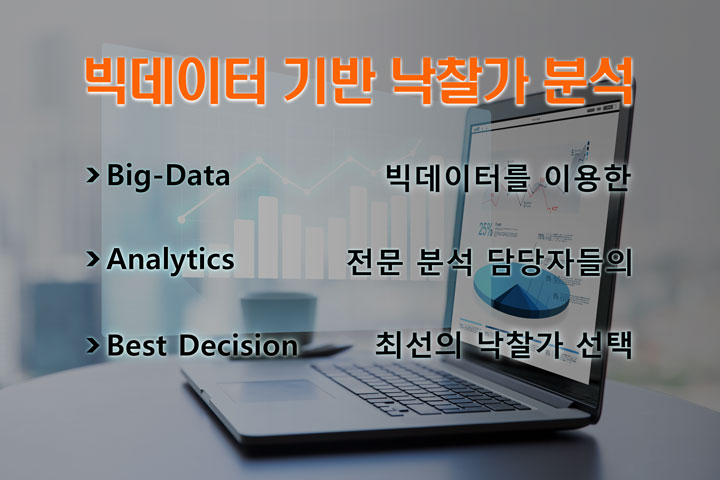 빅데이터 기반 낙찰가 분석
Big-Data 빅데이터를 이용한
Analytics 전문 분석 담당자들의
Best Decision 최선의 낙찰가 선택
25%